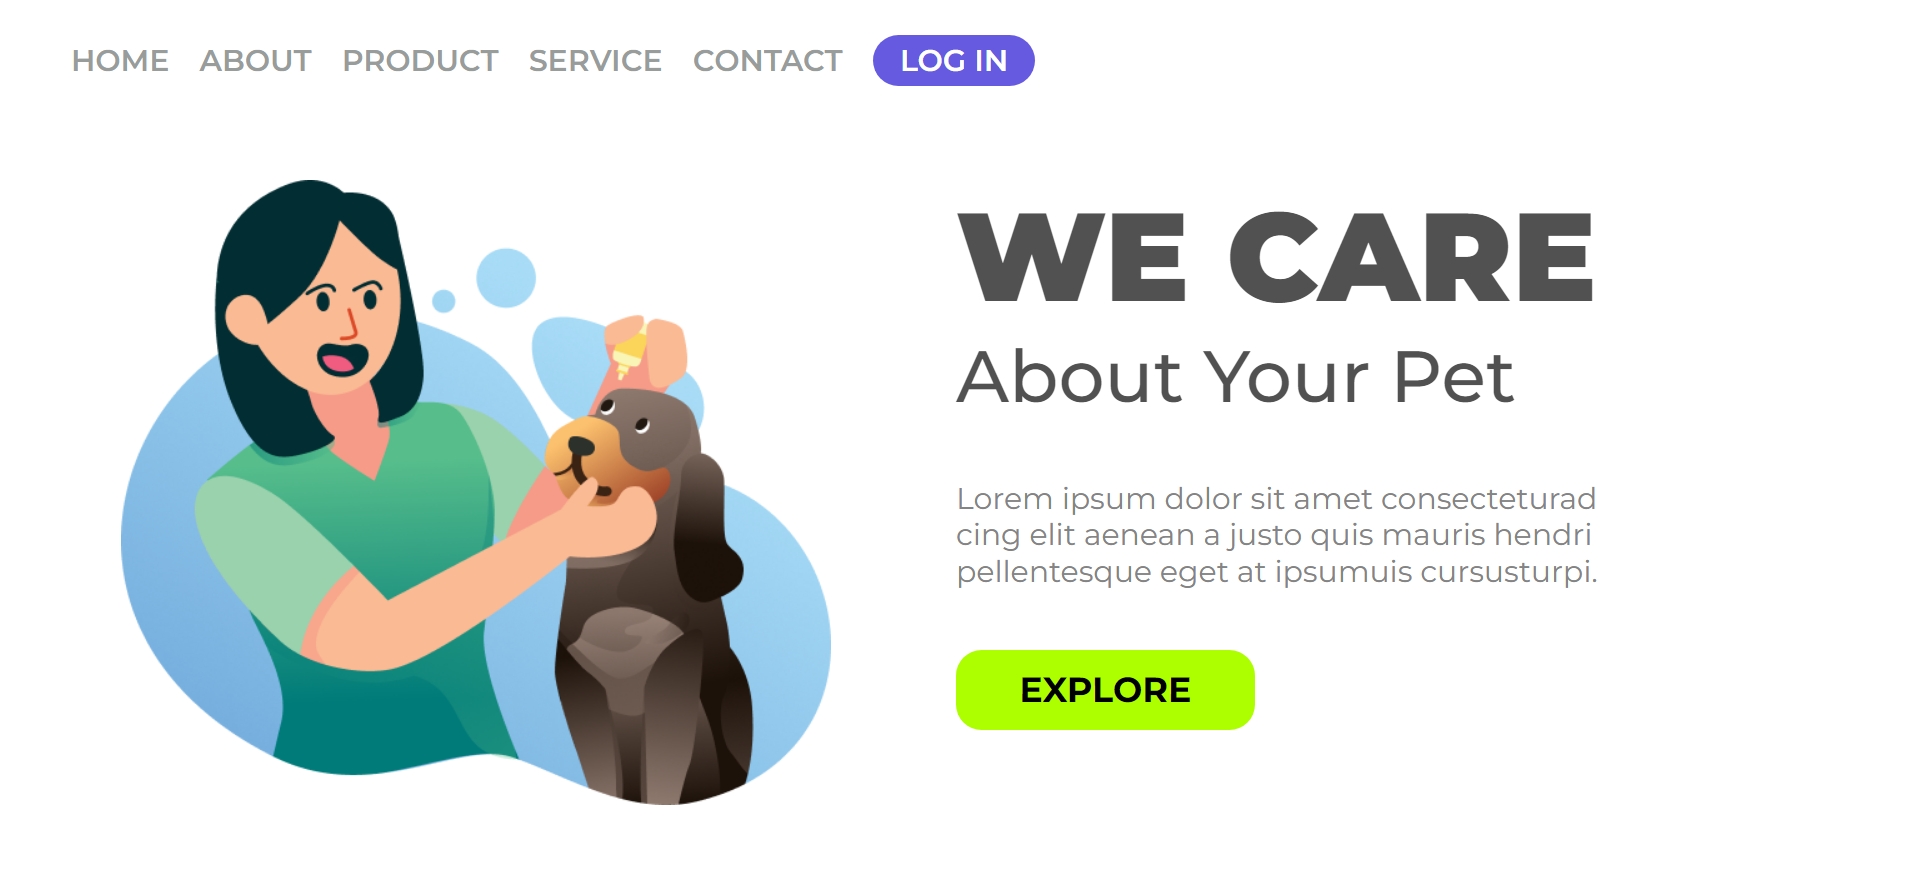 HOME ABOUT PRODUCT SERVICE CONTACT LOG IN
WE CARE
About Your Pet
Lorem ipsum dolor sit amet consecteturad
cing elit aenean a justo quis mauris hendri
pellentesque eget at ipsumuis cursusturpi.
EXPLORE